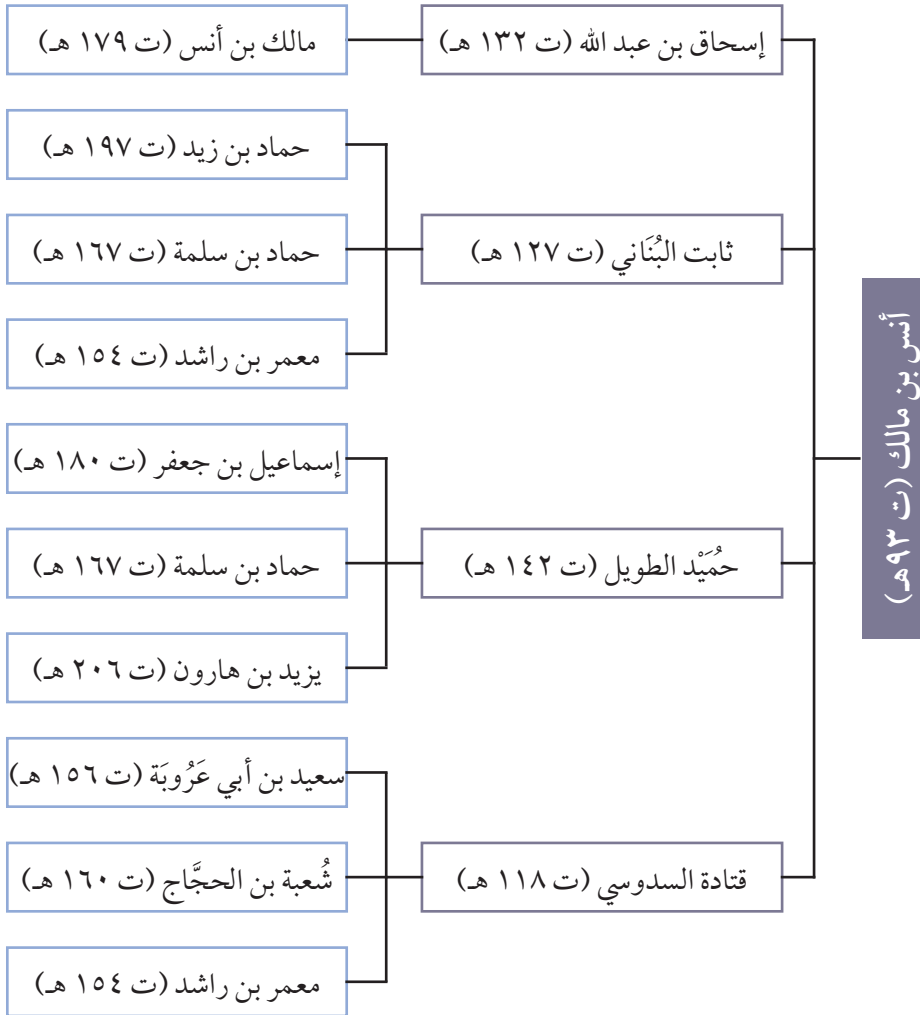 أنس بن مالك (ت ٩٣هـ)
إسحاق بن عبد الله (ت ١٣٢ هـ)
مالك بن أنس (ت ١٧٩ هـ)
ثابت البُنَاني (ت ١٢٧ هـ)
حماد بن زيد (ت ١٩٧ هـ)
حماد بن سلمة (ت ١٦٧ هـ)
معمر بن راشد (ت ١٥٤ هـ)
حُمَيْد الطويل (ت ١٤٢ هـ)
إسماعيل بن جعفر (ت ١٨٠ هـ)
حماد بن سلمة (ت ١٦٧ هـ)
يزيد بن هارون (ت ٢٠٦ هـ)
قتادة السدوسي (ت ١١٨ هـ)
سعيد بن أبي عَرُوبَة (ت ١٥٦ هـ)
شُعبة بن الحجَّاج (ت ١٦٠ هـ)
معمر بن راشد (ت ١٥٤ هـ)